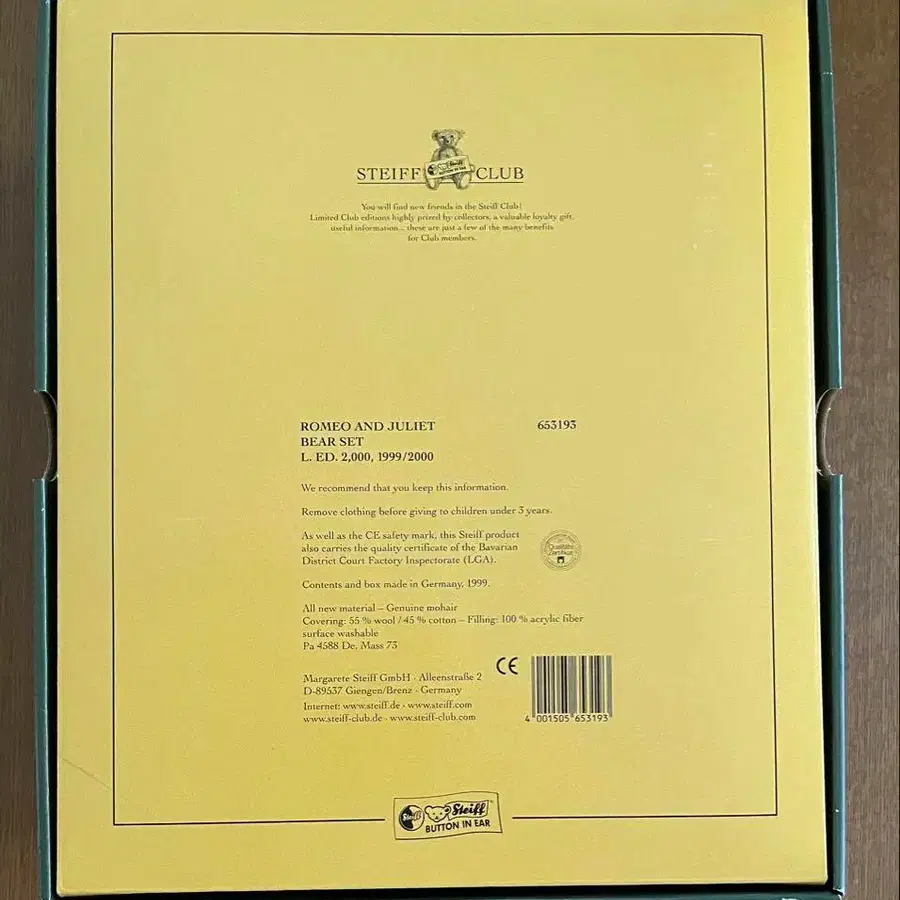 STEIFF CLUB
Steiff
BUTTON IN EAR
You will find new friends in the Steiff Club!
Limited Club editions highly prized by collectors, a valuable loyalty gift,
useful information... these are just a few of the many benefits
for Club members.
ROMEO AND JULIET 653193
BEAR SET
L. ED. 2,000, 1999/2000
We recommend that you keep this information.
Remove clothing before giving to children under 3 years.
As well as the CE safety mark, this Steiff product
also carries the quality certificate of the Bavarian
District Court Factory Inspectorate (LGA).
Contents and box made in Germany, 1999.
All new material – Genuine mohair
Covering: 55 % wool / 45 % cotton – Filling: 100 % acrylic fiber
surface washable
Pa 4588 De. Mass 73
CE
Margarete Steiff GmbH · Alleenstraße 2
D-89537 Giengen/Brenz · Germany
Internet: www.steiff.de · www.steiff.com
www.steiff-club.de · www.steiff-club.com
4 001505 653193
Steiff
Steiff
BUTTON IN EAR